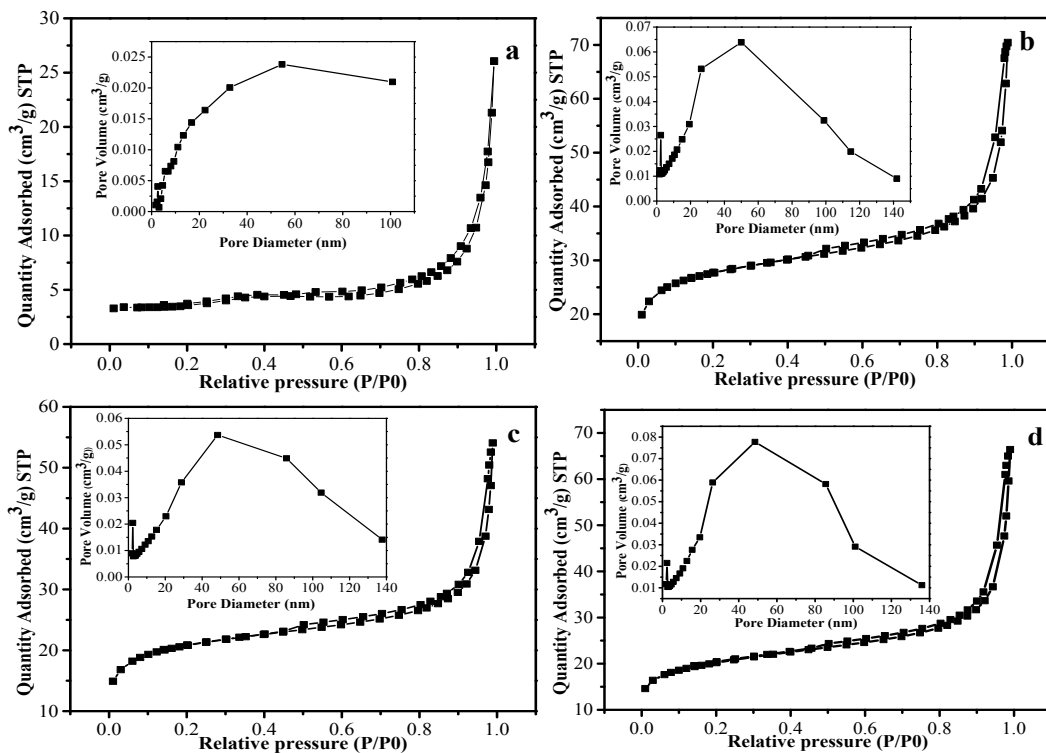 a
Quantity Adsorbed (cm3/g) STP
30
25
20
15
10
5
0
0.0 0.2 0.4 0.6 0.8 1.0
Relative pressure (P/P0)
Pore Volume (cm3/g)
0.025
0.020
0.015
0.010
0.005
0.000
0 20 40 60 80 100
Pore Diameter (nm)
b
Quantity Adsorbed (cm3/g) STP
70
60
50
40
30
20
0.0 0.2 0.4 0.6 0.8 1.0
Relative pressure (P/P0)
Pore Volume (cm3/g)
0.07
0.06
0.05
0.04
0.03
0.02
0.01
0.00
0 20 40 60 80 100 120 140
Pore Diameter (nm)
c
Quantity Adsorbed (cm3/g) STP
60
50
40
30
20
10
0.0 0.2 0.4 0.6 0.8 1.0
Relative pressure (P/P0)
Pore Volume (cm3/g))
0.06
0.05
0.04
0.03
0.02
0.01
0.00
0 20 40 60 80 100 120 140
Pore Diameter (nm)
d
Quantity Adsorbed (cm3/g) STP
70
60
50
40
30
20
10
0.0 0.2 0.4 0.6 0.8 1.0
Relative pressure (P/P0)
Pore Volume (cm3/g)
0.08
0.07
0.06
0.05
0.04
0.03
0.02
0.01
0 20 40 60 80 100 120 140
Pore Diameter (nm)